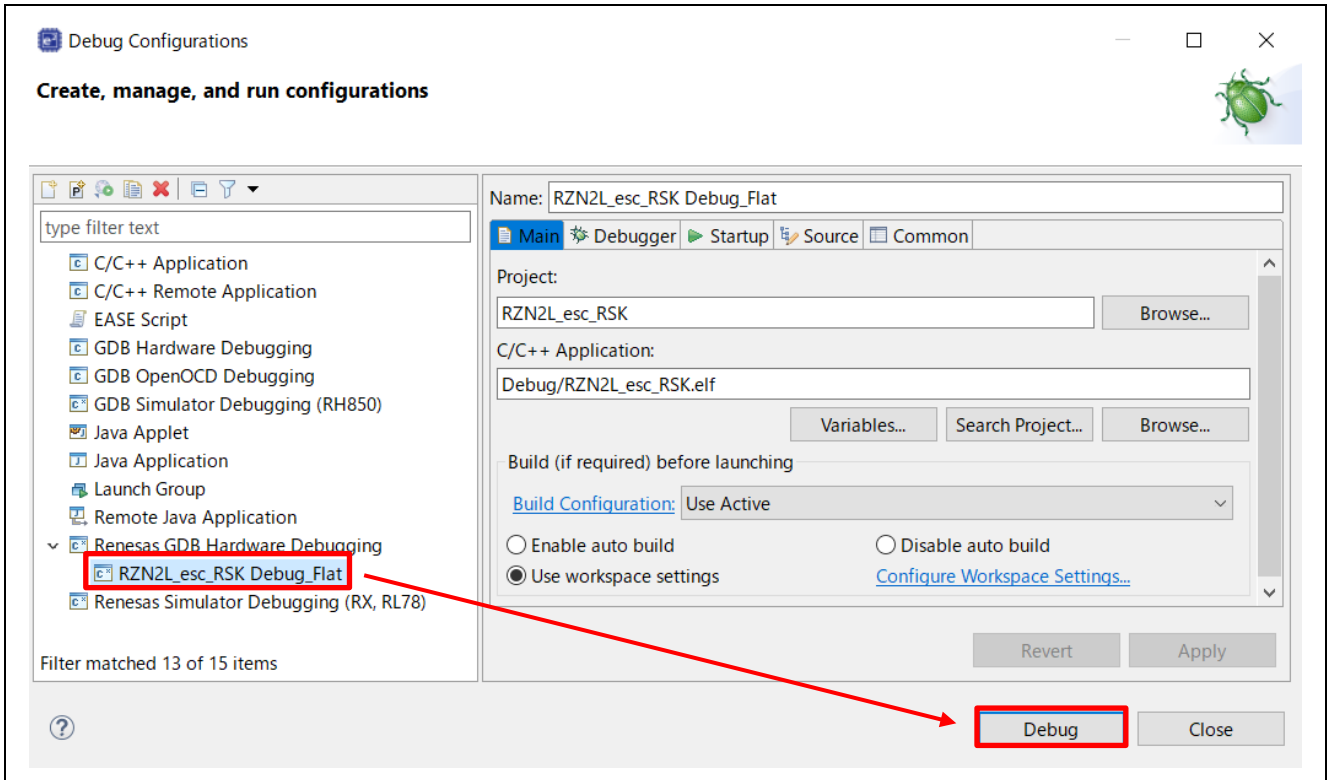 Debug Configurations
Create, manage, and run configurations
type filter text
C/C++ Application
C/C++ Remote Application
EASE Script
GDB Hardware Debugging
GDB OpenOCD Debugging
GDB Simulator Debugging (RH850)
Java Applet
Java Application
Launch Group
Remote Java Application
Renesas GDB Hardware Debugging
RZN2L_esc_RSK Debug_Flat
Renesas Simulator Debugging (RX, RL78)
Filter matched 13 of 15 items
Name: RZN2L_esc_RSK Debug_Flat
Main Debugger Startup Source Common
Project:
RZN2L_esc_RSK Browse...
C/C++ Application:
Debug/RZN2L_esc_RSK.elf
Variables... Search Project... Browse...
Build (if required) before launching
Build Configuration: Use Active
Enable auto build Disable auto build
Use workspace settings Configure Workspace Settings...
Revert Apply
Debug Close